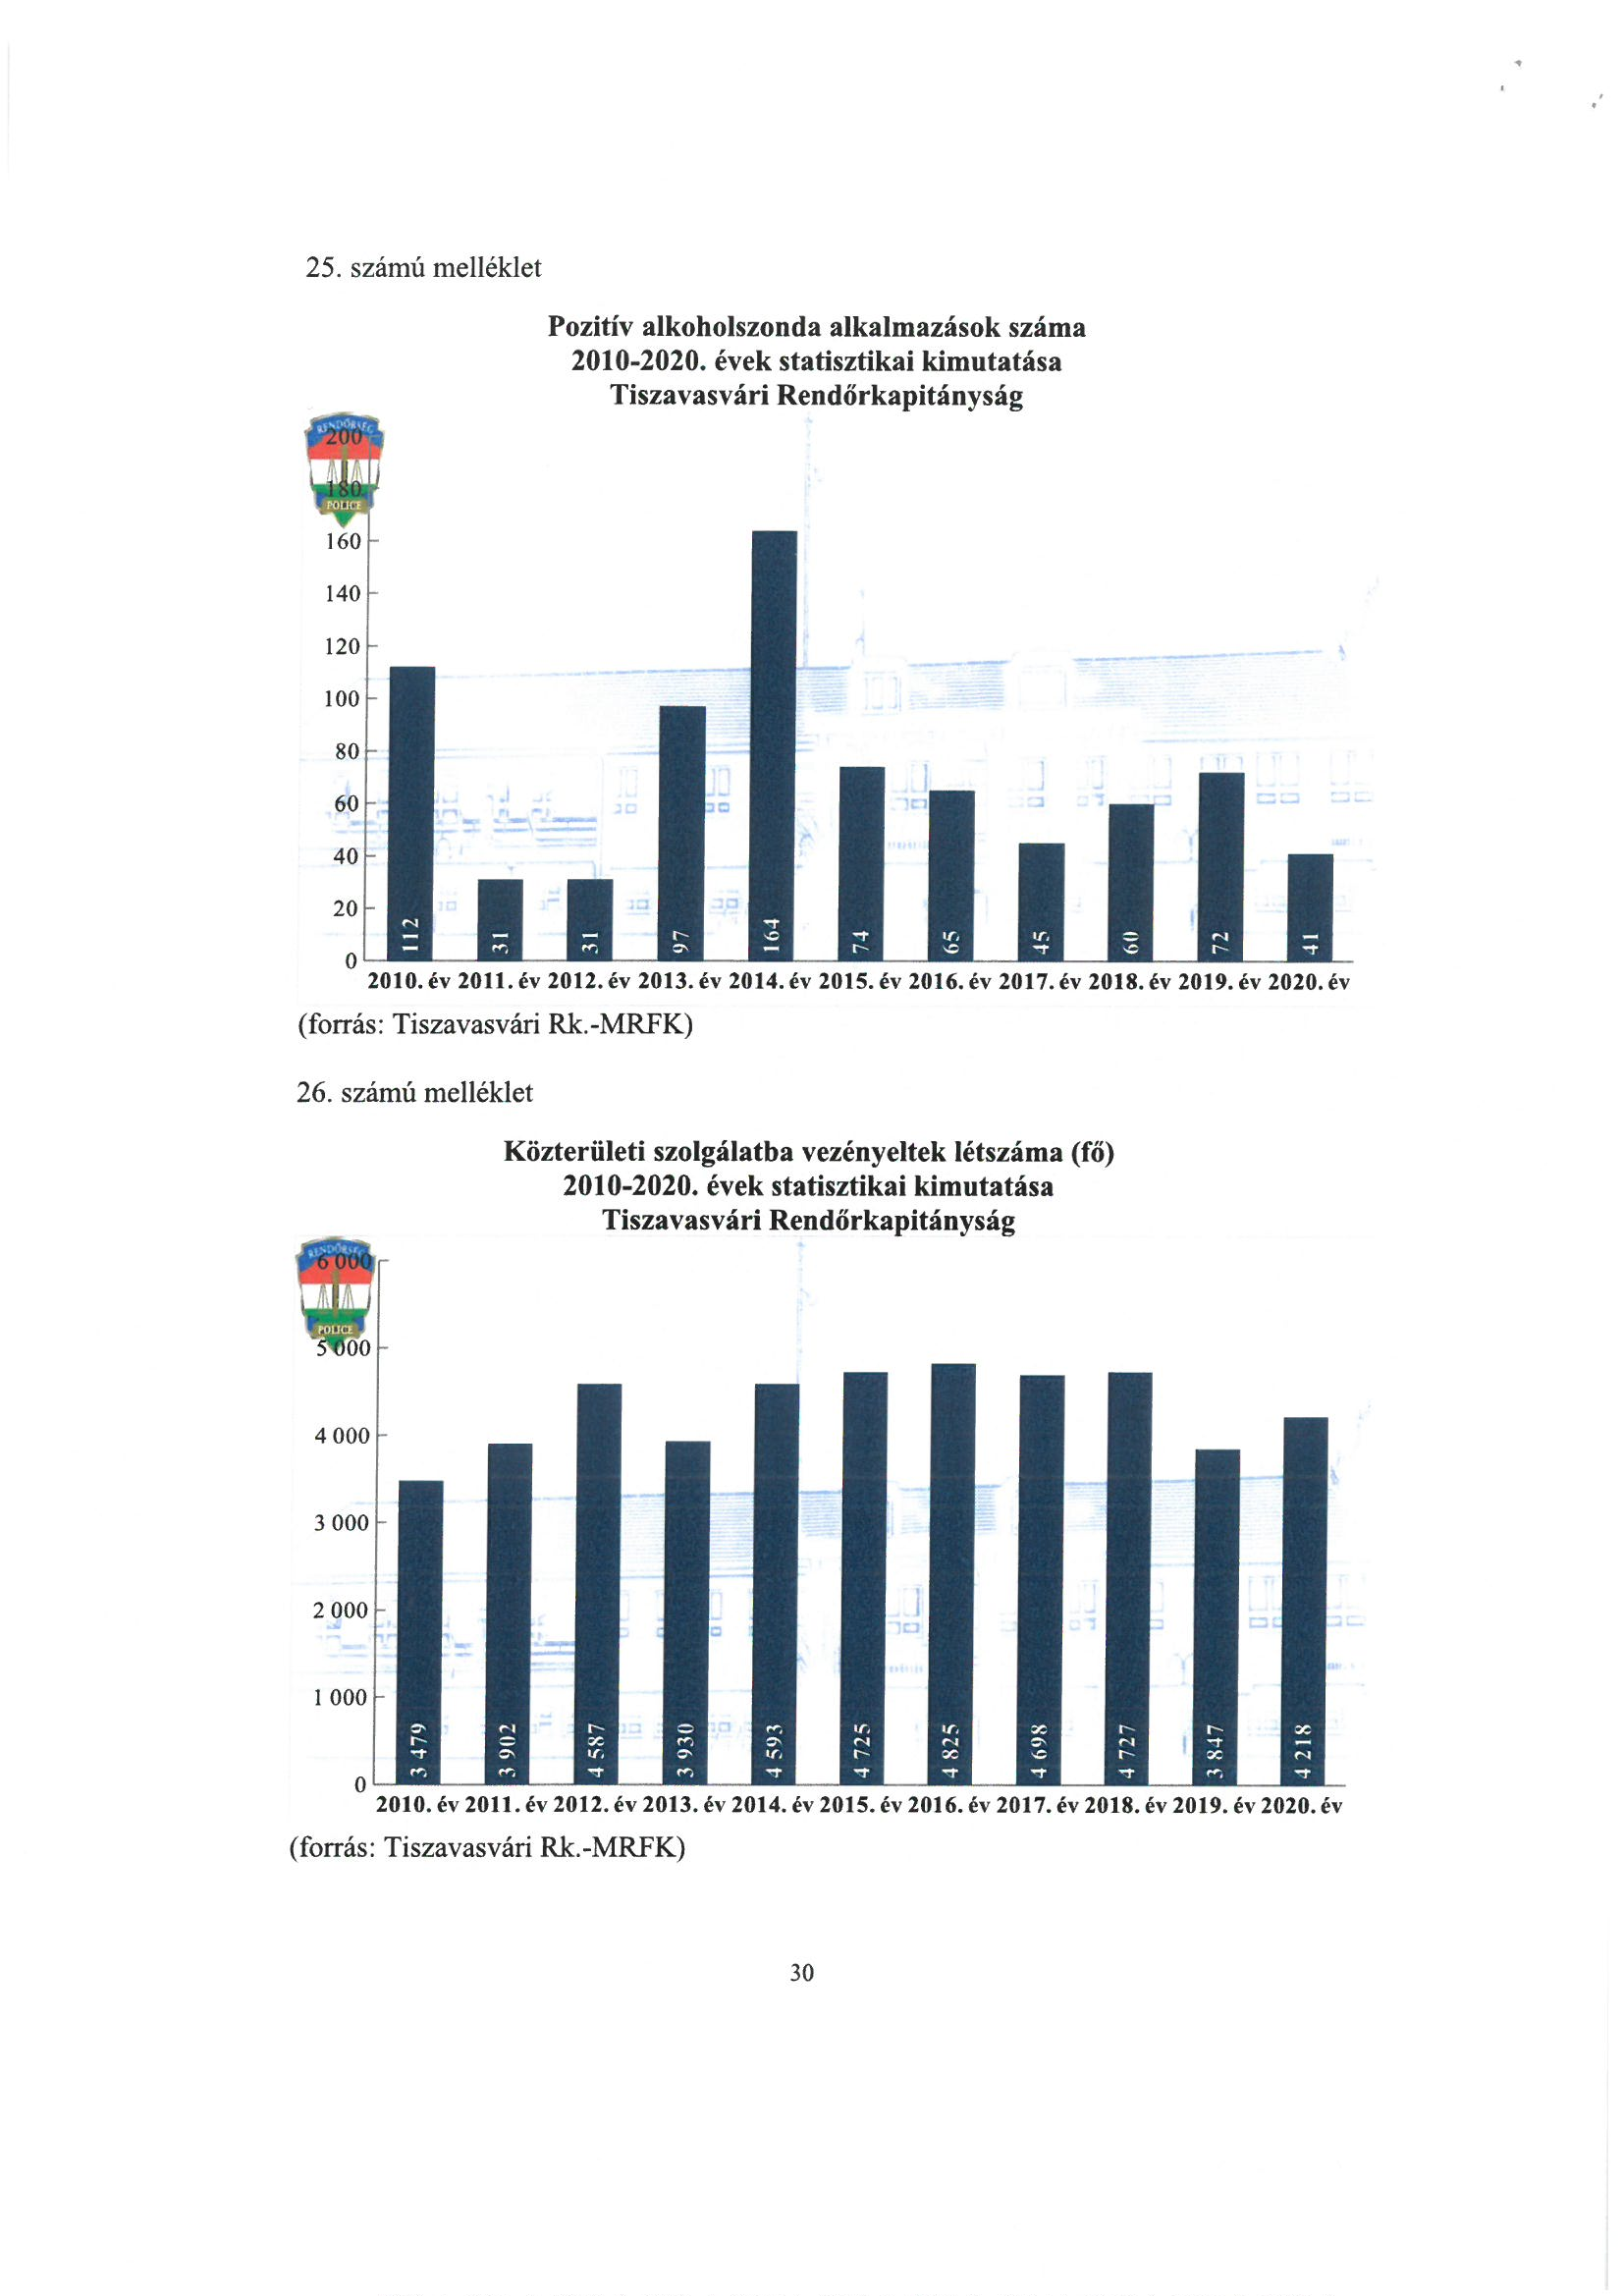 25. számú melléklet
Pozitív alkoholszonda alkalmazások száma
2010-2020. évek statisztikai kimutatása
Tiszavasvári Rendőrkapitányság
RENDŐRSÉG
POLICE
200
180
160
140
120
100
80
60
40
20
0
112
31
31
97
164
74
65
45
60
72
41
2010. év 2011. év 2012. év 2013. év 2014. év 2015. év 2016. év 2017. év 2018. év 2019. év 2020. év
(forrás: Tiszavasvári Rk.-MRFK)
26. számú melléklet
Közterületi szolgálatba vezényeltek létszáma (fő)
2010-2020. évek statisztikai kimutatása
Tiszavasvári Rendőrkapitányság
RENDŐRSÉG
POLICE
6 000
5 000
4 000
3 000
2 000
1 000
0
3 479
3 902
4 587
3 930
4 593
4 725
4 825
4 698
4 727
3 847
4 218
2010. év 2011. év 2012. év 2013. év 2014. év 2015. év 2016. év 2017. év 2018. év 2019. év 2020. év
(forrás: Tiszavasvári Rk.-MRFK)
30